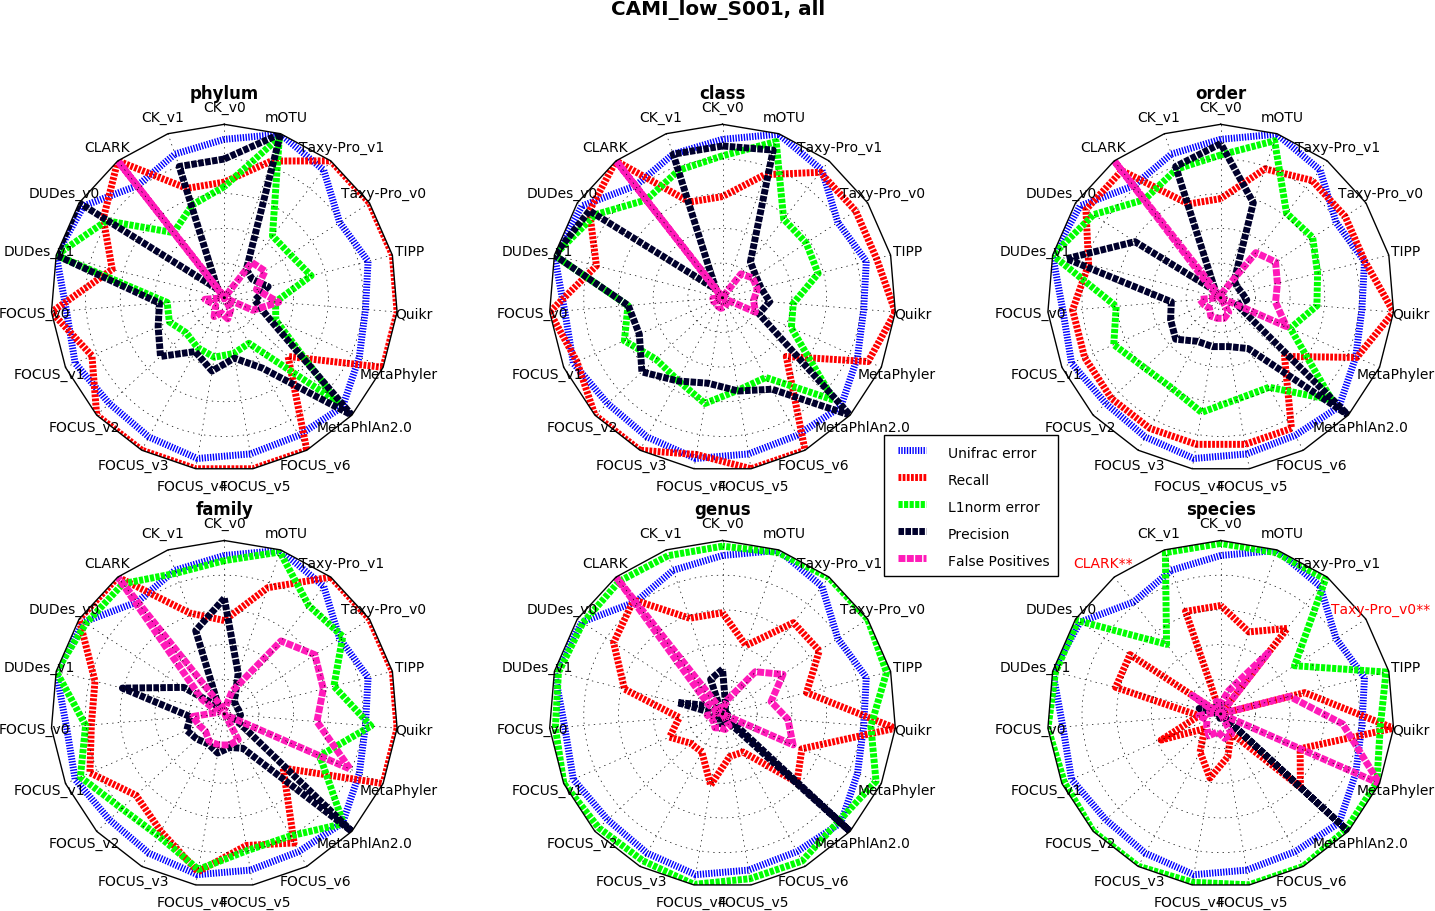 CAMI_low_S001, all
phylum
CK_v0
mOTU
CK_v1
Taxy-Pro_v1
CLARK
Taxy-Pro_v0
DUDes_v0
TIPP
DUDes_v1
Quikr
FOCUS_v0
MetaPhyler
FOCUS_v1
MetaPhlAn2.0
FOCUS_v2
FOCUS_v6
FOCUS_v3
FOCUS_v5
FOCUS_v4
class
CK_v0
mOTU
CK_v1
Taxy-Pro_v1
CLARK
Taxy-Pro_v0
DUDes_v0
TIPP
DUDes_v1
Quikr
FOCUS_v0
MetaPhyler
FOCUS_v1
MetaPhlAn2.0
FOCUS_v2
FOCUS_v6
FOCUS_v3
FOCUS_v5
FOCUS_v4
order
CK_v0
mOTU
CK_v1
Taxy-Pro_v1
CLARK
Taxy-Pro_v0
DUDes_v0
TIPP
DUDes_v1
Quikr
FOCUS_v0
MetaPhyler
FOCUS_v1
MetaPhlAn2.0
FOCUS_v2
FOCUS_v6
FOCUS_v3
FOCUS_v5
FOCUS_v4
Unifrac error
Recall
L1norm error
Precision
False Positives
family
CK_v0
mOTU
CK_v1
Taxy-Pro_v1
CLARK
Taxy-Pro_v0
DUDes_v0
TIPP
DUDes_v1
Quikr
FOCUS_v0
MetaPhyler
FOCUS_v1
MetaPhlAn2.0
FOCUS_v2
FOCUS_v6
FOCUS_v3
FOCUS_v5
FOCUS_v4
genus
CK_v0
mOTU
CK_v1
Taxy-Pro_v1
CLARK
Taxy-Pro_v0
DUDes_v0
TIPP
DUDes_v1
Quikr
FOCUS_v0
MetaPhyler
FOCUS_v1
MetaPhlAn2.0
FOCUS_v2
FOCUS_v6
FOCUS_v3
FOCUS_v5
FOCUS_v4
species
CK_v0
mOTU
CK_v1
Taxy-Pro_v1
CLARK**
Taxy-Pro_v0**
DUDes_v0
TIPP
DUDes_v1
Quikr
FOCUS_v0
MetaPhyler
FOCUS_v1
MetaPhlAn2.0
FOCUS_v2
FOCUS_v6
FOCUS_v3
FOCUS_v5
FOCUS_v4